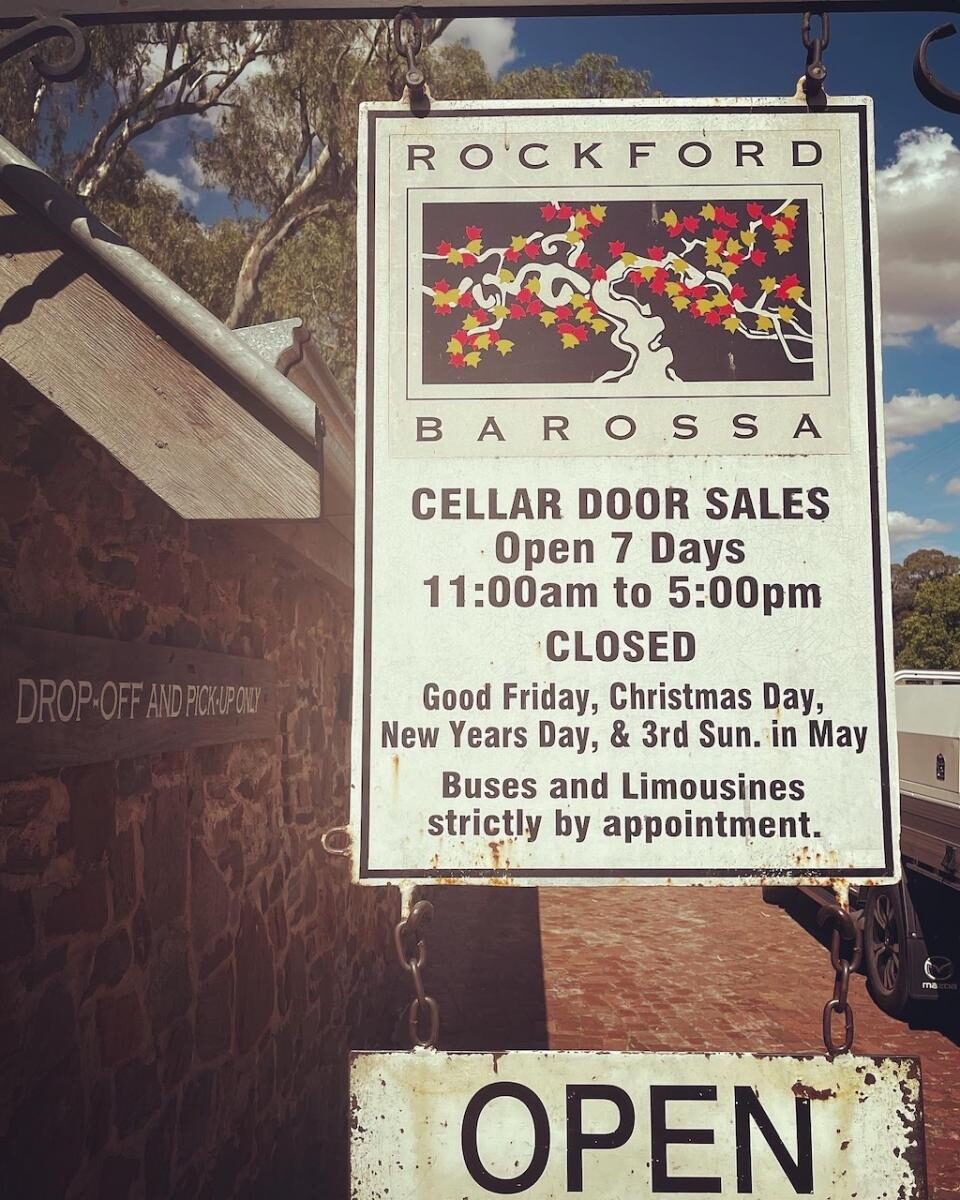 ROCKFORD
BAROSSA
CELLAR DOOR SALES
Open 7 Days
11:00am to 5:00pm
CLOSED
Good Friday, Christmas Day,
New Years Day, & 3rd Sun. in May
Buses and Limousines
strictly by appointment.
DROP-OFF AND PICK-UP ONLY
mazda
OPEN